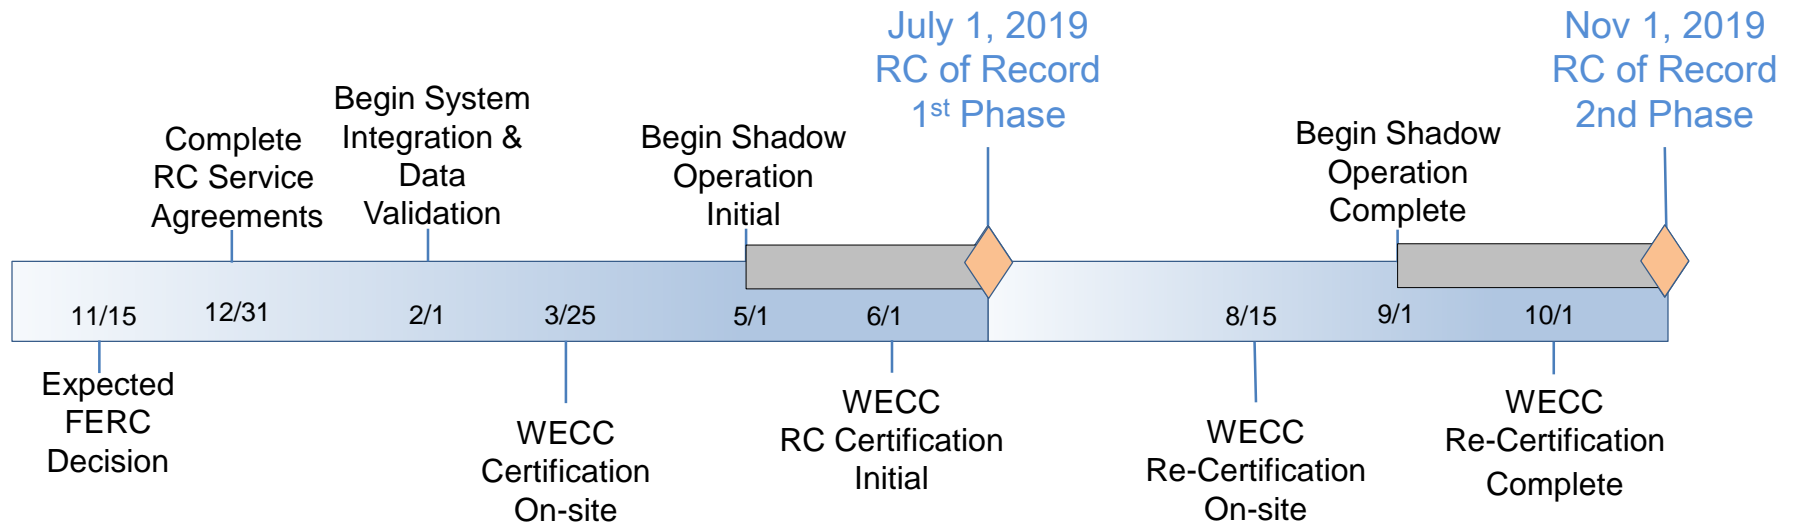 July 1, 2019
RC of Record
1st Phase
Nov 1, 2019
RC of Record
2nd Phase
Complete
RC Service
Agreements
Begin System
Integration &
Data
Validation
Begin Shadow
Operation
Initial
Begin Shadow
Operation
Complete
11/15
12/31
2/1
3/25
5/1
6/1
8/15
9/1
10/1
Expected
FERC
Decision
WECC
Certification
On-site
WECC
RC Certification
Initial
WECC
Re-Certification
On-site
WECC
Re-Certification
Complete